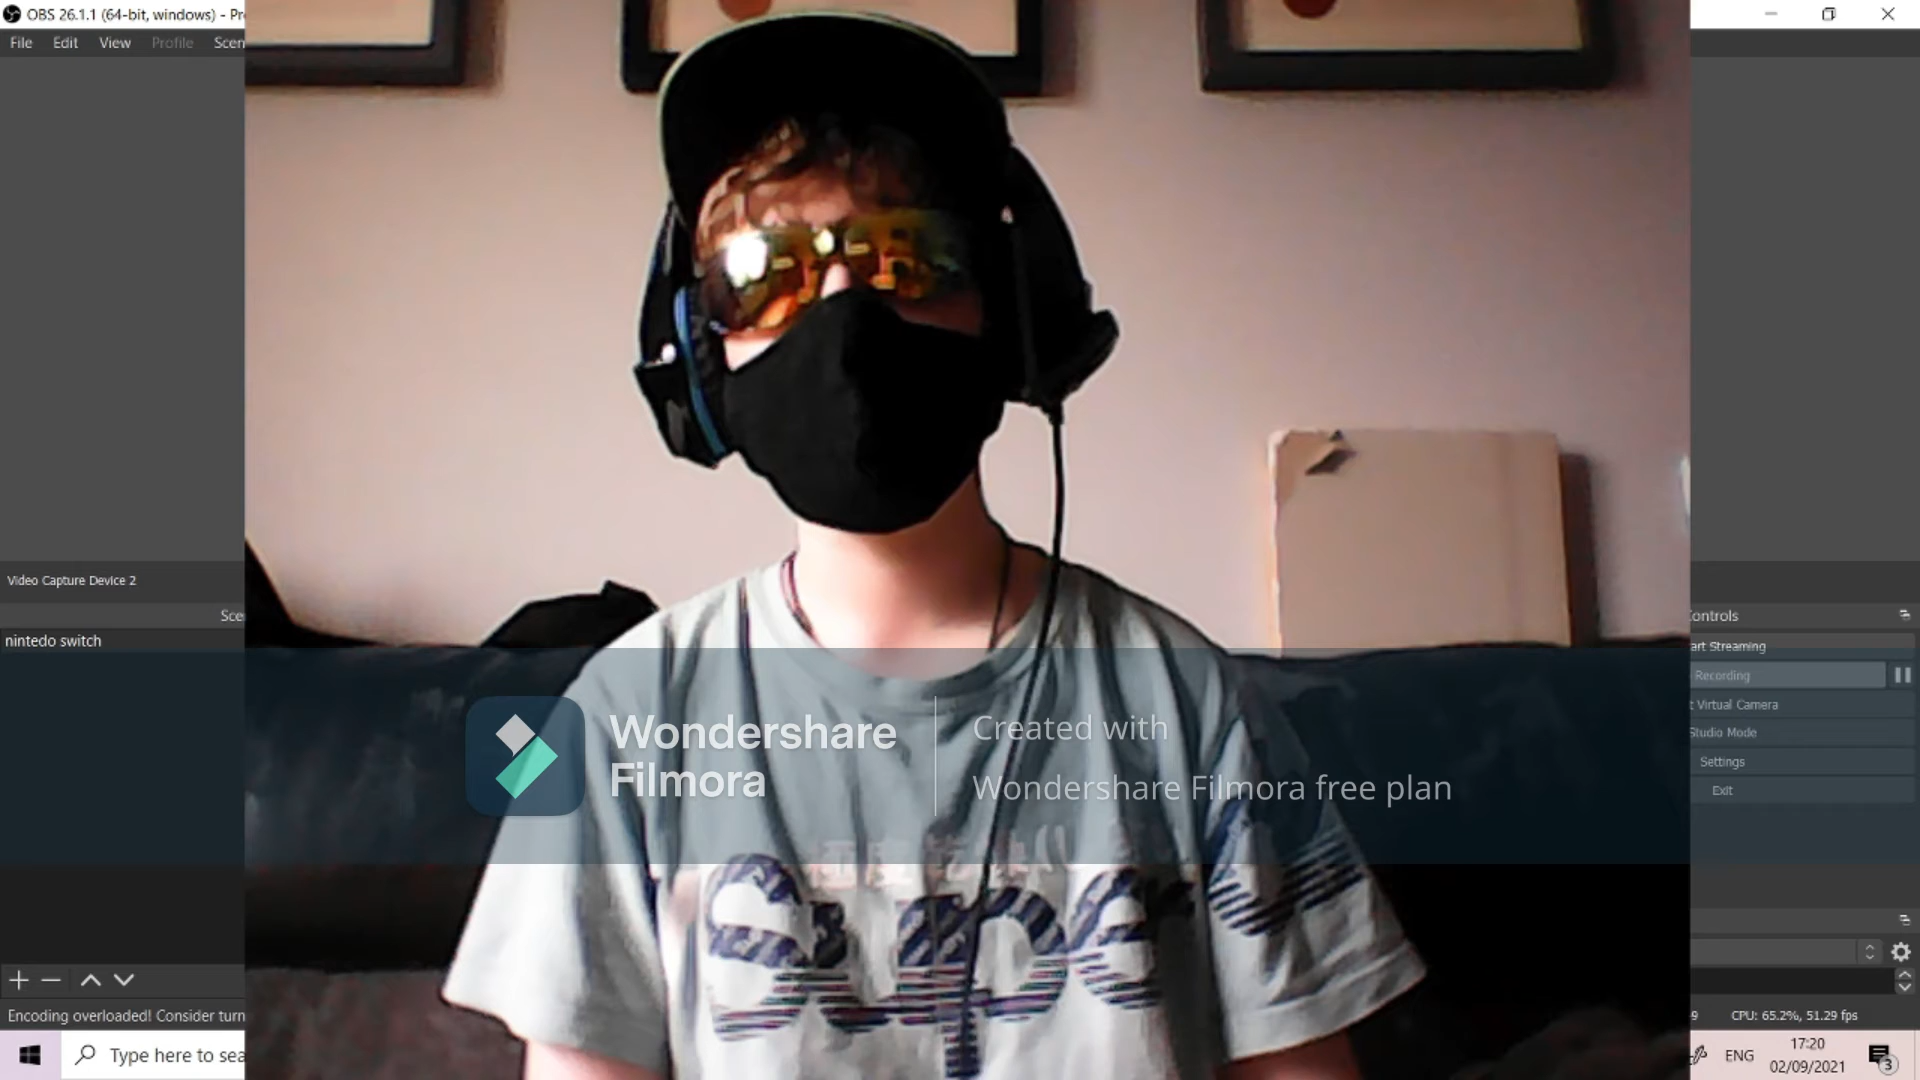 OBS 26.1.1 (64-bit, windows) - Pr
File Edit View Profile Scen
Video Capture Device 2
Sce
nintedo switch
ontrols
art Streaming
Recording
t Virtual Camera
Studio Mode
Settings
Exit
Wondershare
Filmora
Created with
Wondershare Filmora free plan
Super
Encoding overloaded! Consider turn
9 CPU: 65.2%, 51.29 fps
Type here to sea
ENG
17:20
02/09/2021
3